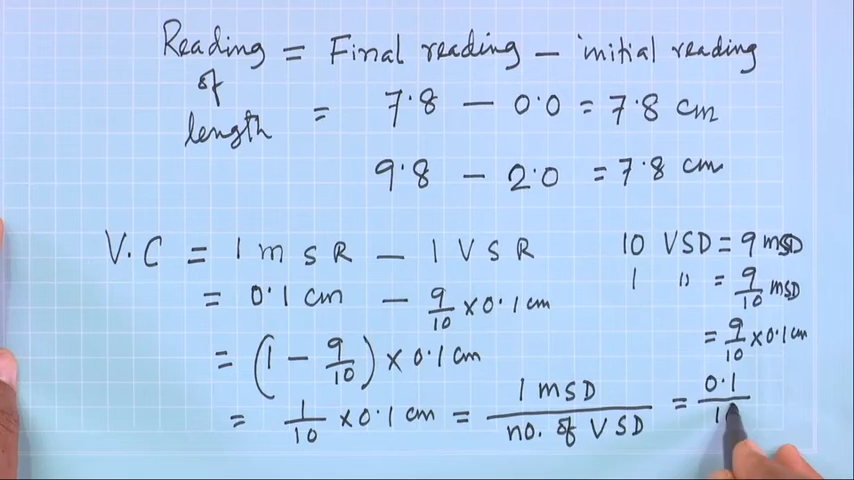 Reading = Final reading – initial reading
of
length = 7.8 – 0.0 = 7.8 cm
9.8 – 2.0 = 7.8 cm
V.C = 1 m S R – 1 V S R
= 0.1 cm – 9/10 × 0.1 cm
= (1 – 9/10) × 0.1 cm
= 1/10 × 0.1 cm = 1 MSD / no. of VSD = 0.1 / 10
10 VSD = 9 MSD
1 " = 9/10 MSD
= 9/10 × 0.1 cm